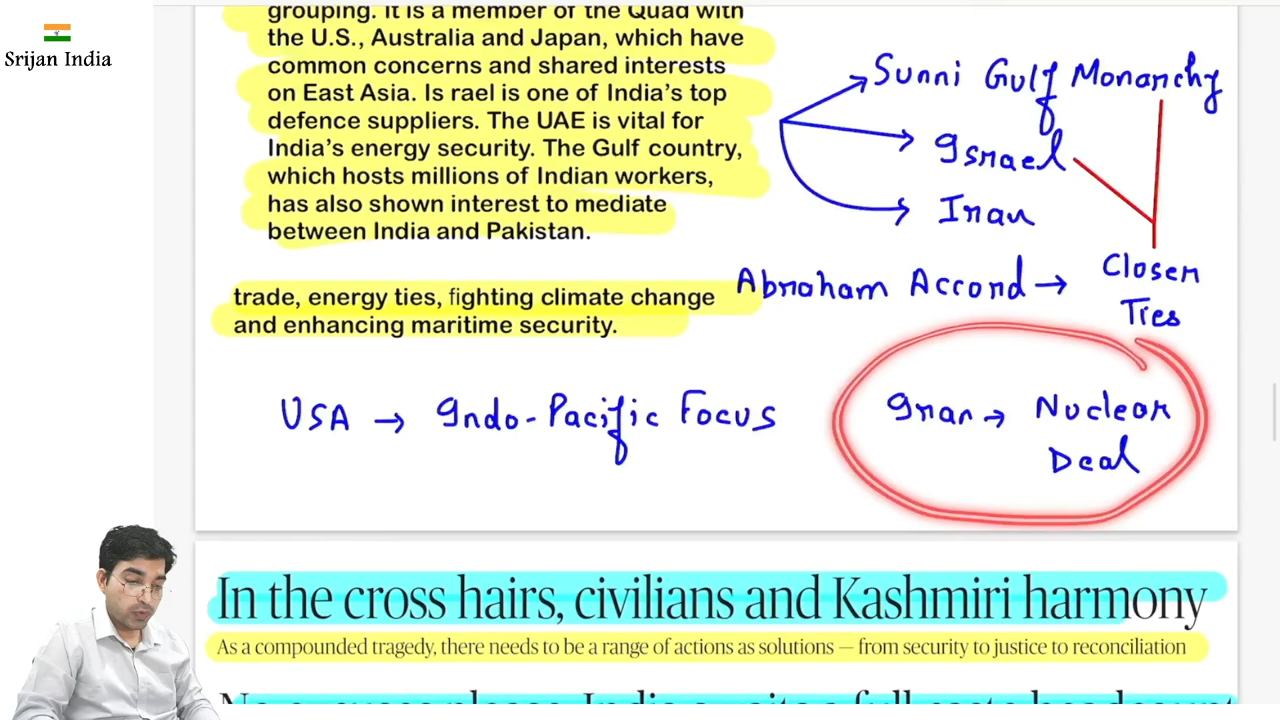 Srijan India
grouping. It is a member of the Quad with
the U.S., Australia and Japan, which have
common concerns and shared interests
on East Asia. Is rael is one of India's top
defence suppliers. The UAE is vital for
India's energy security. The Gulf country,
which hosts millions of Indian workers,
has also shown interest to mediate
between India and Pakistan.
trade, energy ties, fighting climate change
and enhancing maritime security.
Sunni Gulf Monarchy
Israel
Iran
Abraham Accord → Closer
Ties
USA → Indo-Pacific Focus
Iran → Nuclear
Deal
In the cross hairs, civilians and Kashmiri harmony
As a compounded tragedy, there needs to be a range of actions as solutions — from security to justice to reconciliation